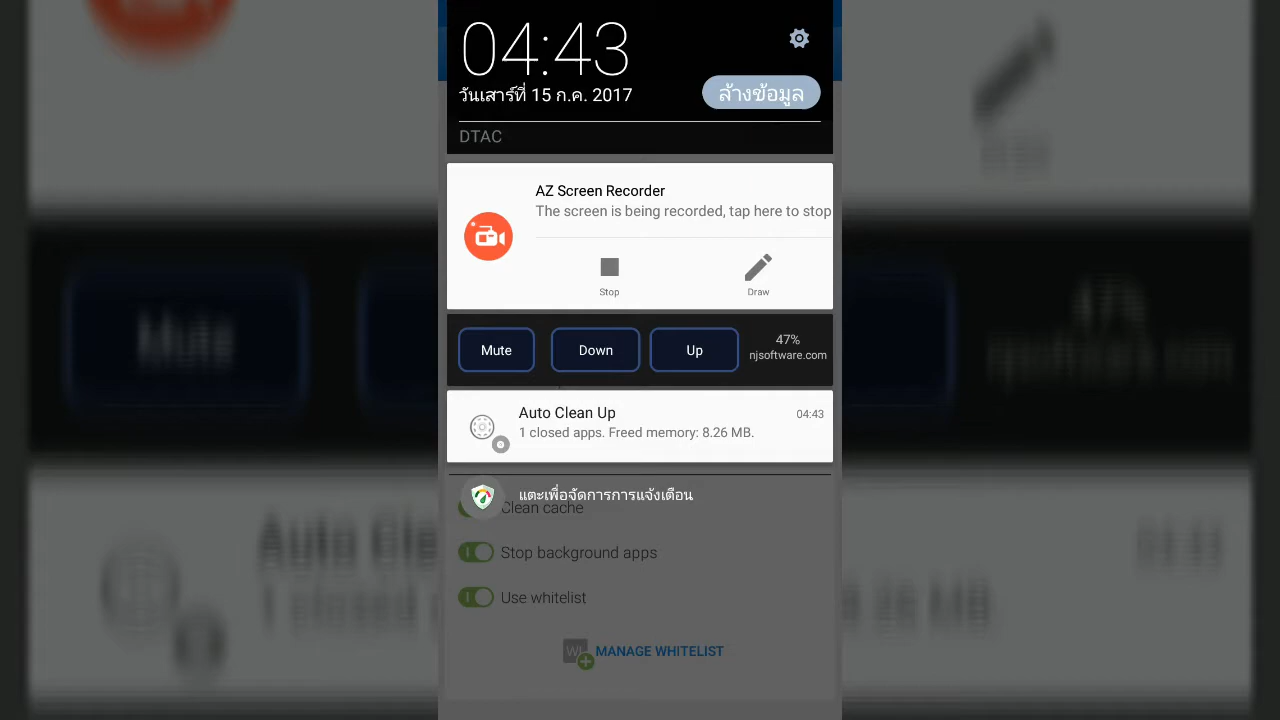 04:43
วันเสาร์ที่ 15 ก.ค. 2017
ล้างข้อมูล
DTAC
AZ Screen Recorder
The screen is being recorded, tap here to stop
Stop
Draw
Mute
Down
Up
47%
njsoftware.com
Auto Clean Up
04:43
1 closed apps. Freed memory: 8.26 MB.
แตะเพื่อจัดการการแจ้งเตือน
Clean cache
Stop background apps
Use whitelist
WL
MANAGE WHITELIST